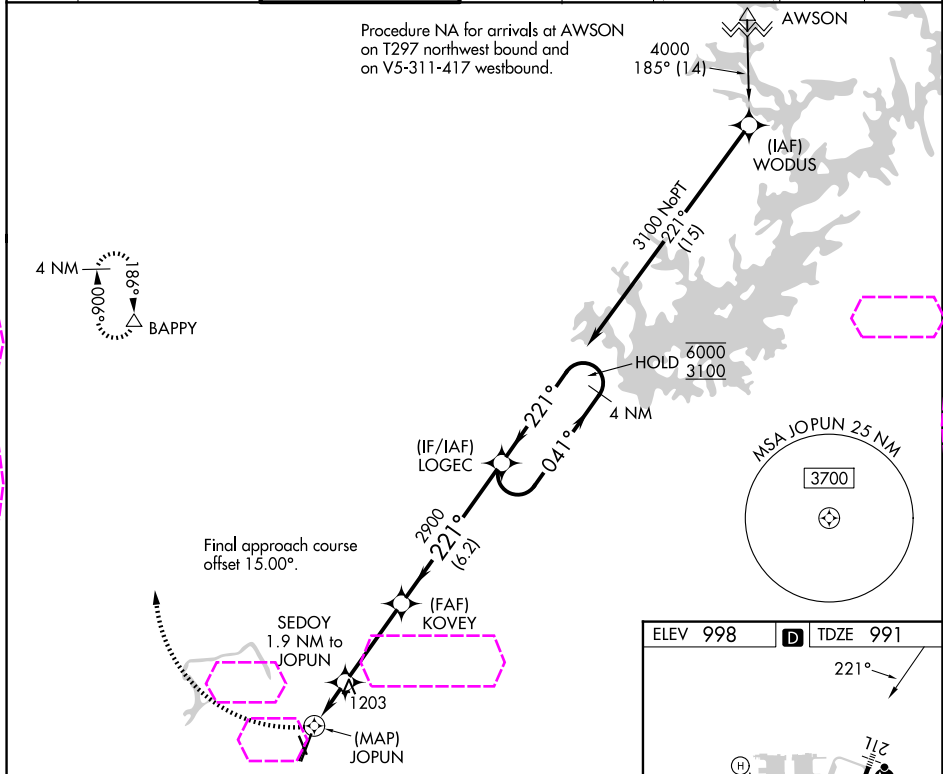 Procedure NA for arrivals at AWSON
on T297 northwest bound and
on V5-311-417 westbound.
AWSON
4000
185° (14)
(IAF)
WODUS
3100 NoPT
221°
(15)
4 NM
186°
006°
BAPPY
HOLD 6000
3100
4 NM
221°
041°
(IF/IAF)
LOGEC
MSA JOPUN 25 NM
3700
2900
221°
(6.2)
Final approach course
offset 15.00°.
(FAF)
KOVEY
SEDOY
1.9 NM to
JOPUN
1203
(MAP)
JOPUN
ELEV 998 D TDZE 991
221°
21L
H